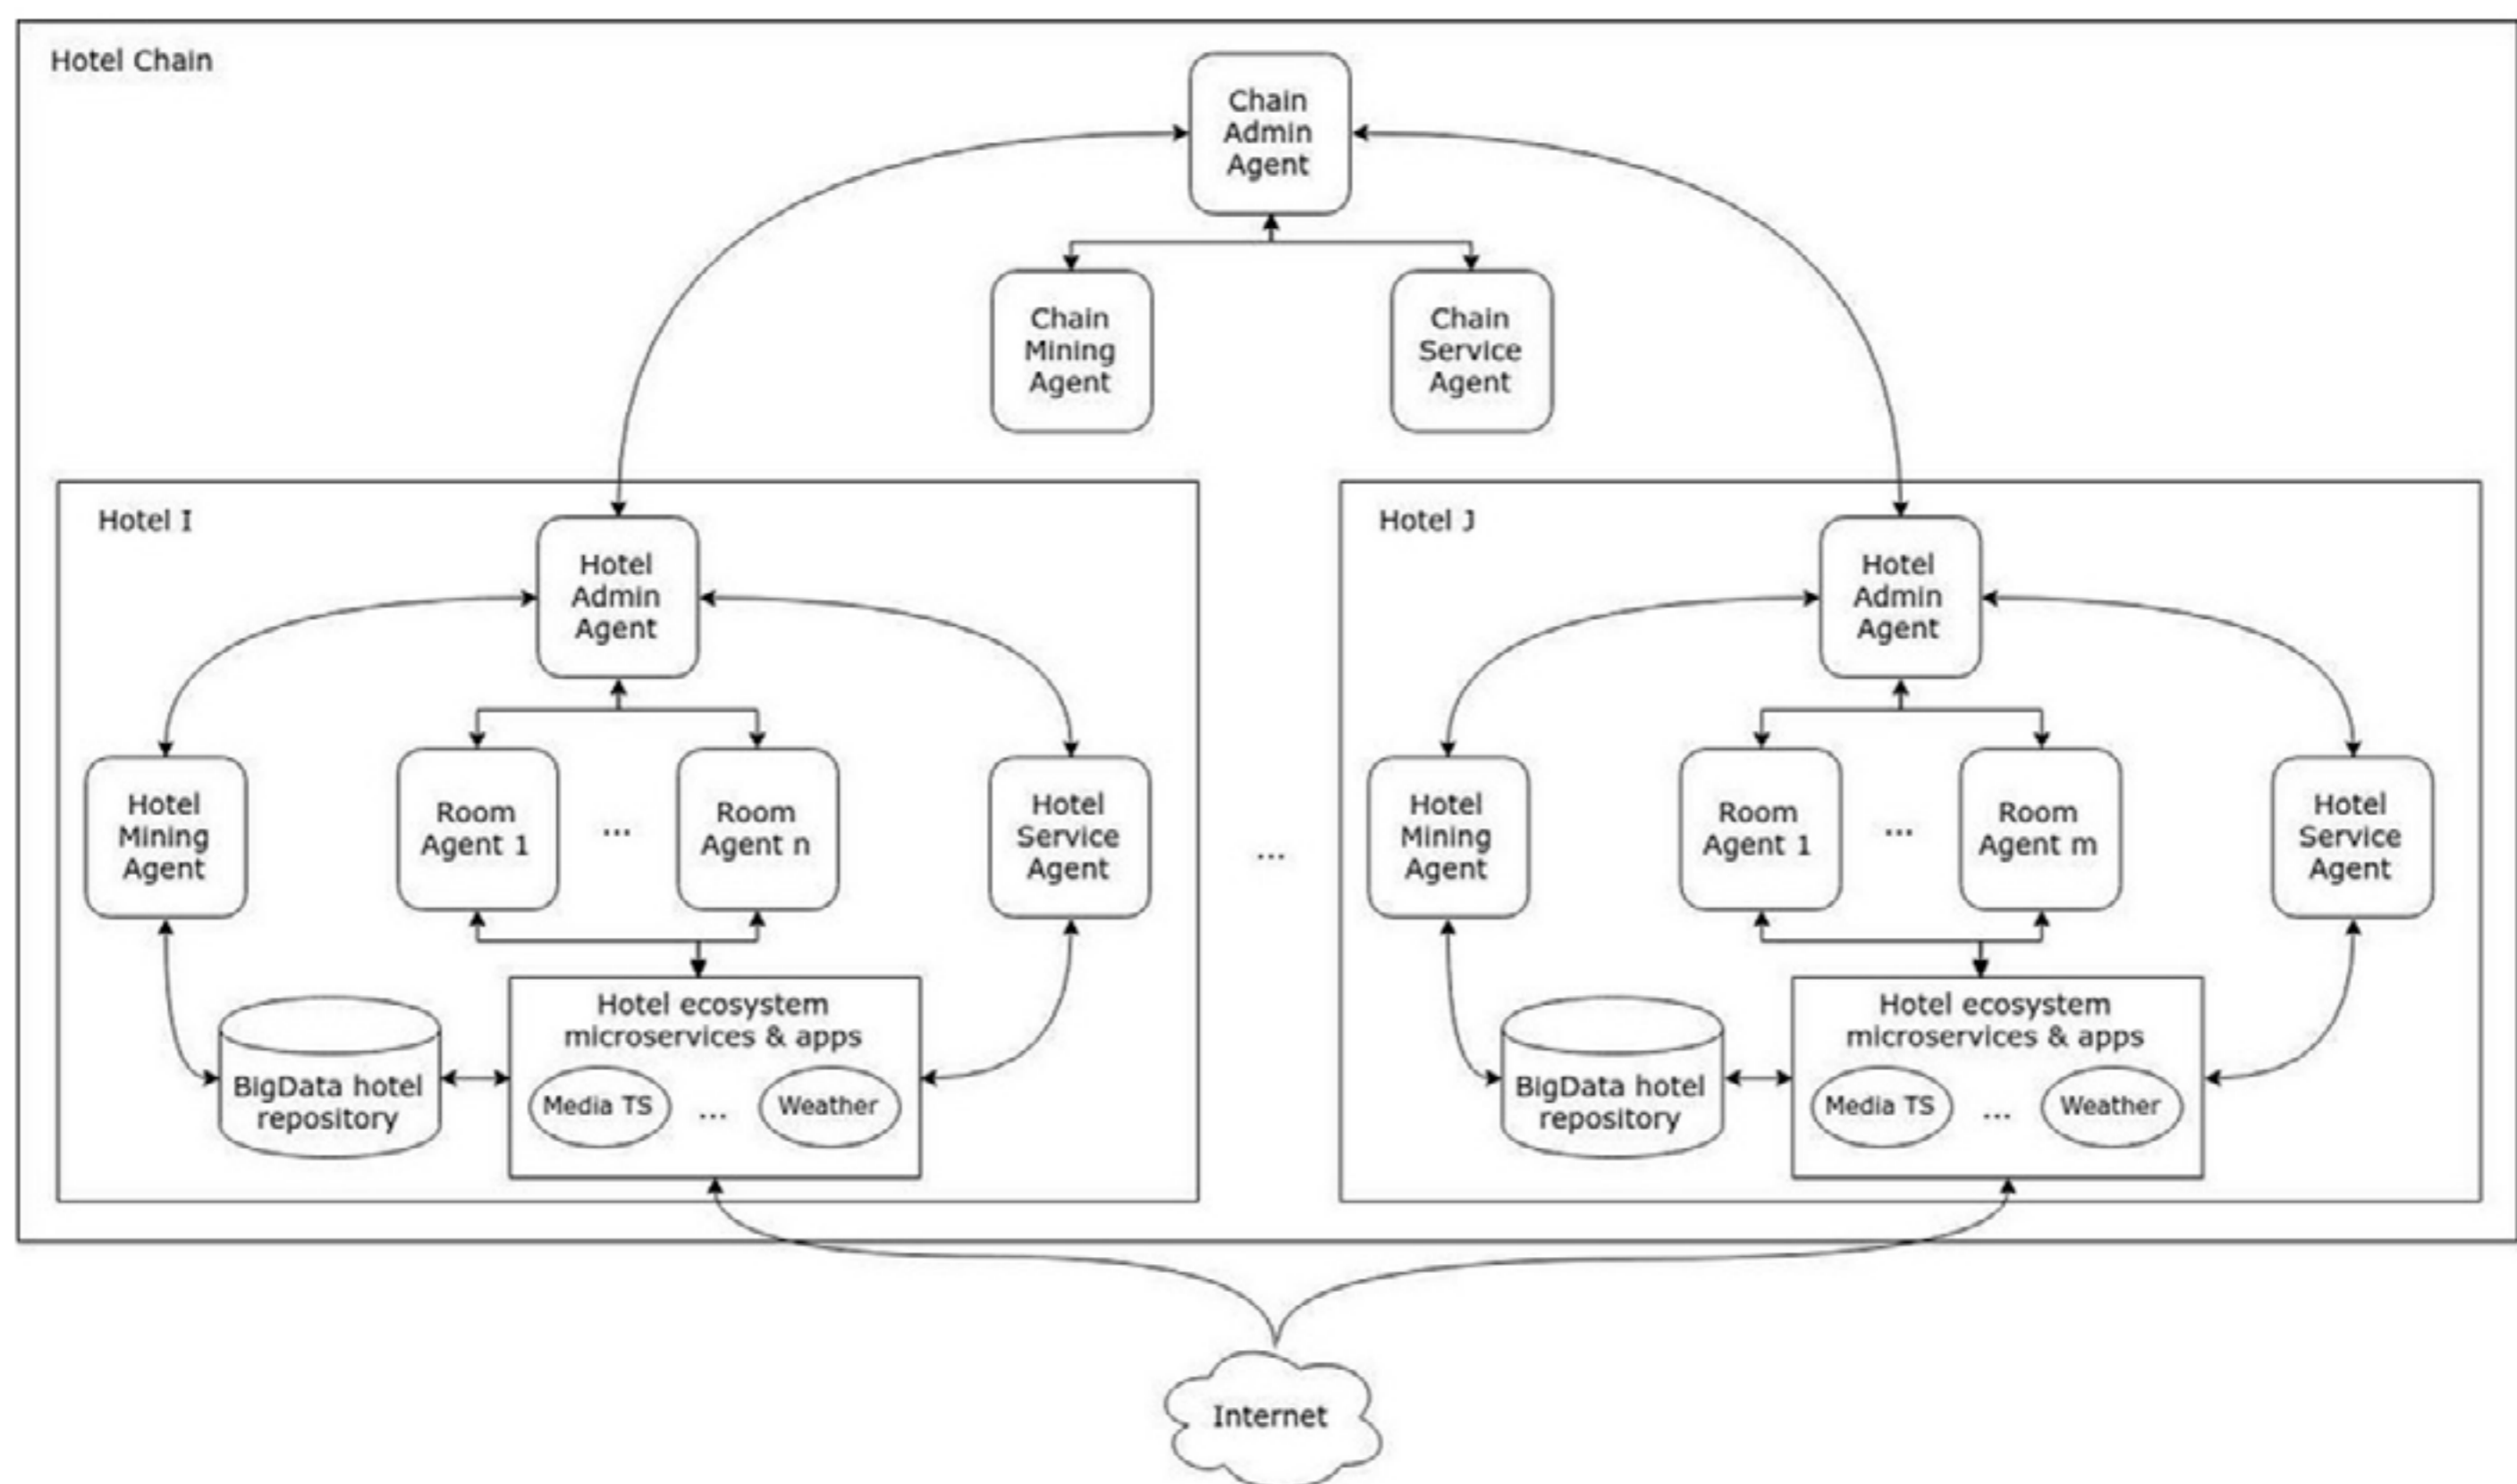 Hotel Chain
Chain
Admin
Agent
Chain
Mining
Agent
Chain
Service
Agent
Hotel I
Hotel
Admin
Agent
Hotel
Mining
Agent
Room
Agent 1
...
Room
Agent n
Hotel
Service
Agent
BigData hotel
repository
Hotel ecosystem
microservices & apps
Media TS
...
Weather
...
Hotel J
Hotel
Admin
Agent
Hotel
Mining
Agent
Room
Agent 1
...
Room
Agent m
Hotel
Service
Agent
BigData hotel
repository
Hotel ecosystem
microservices & apps
Media TS
...
Weather
Internet